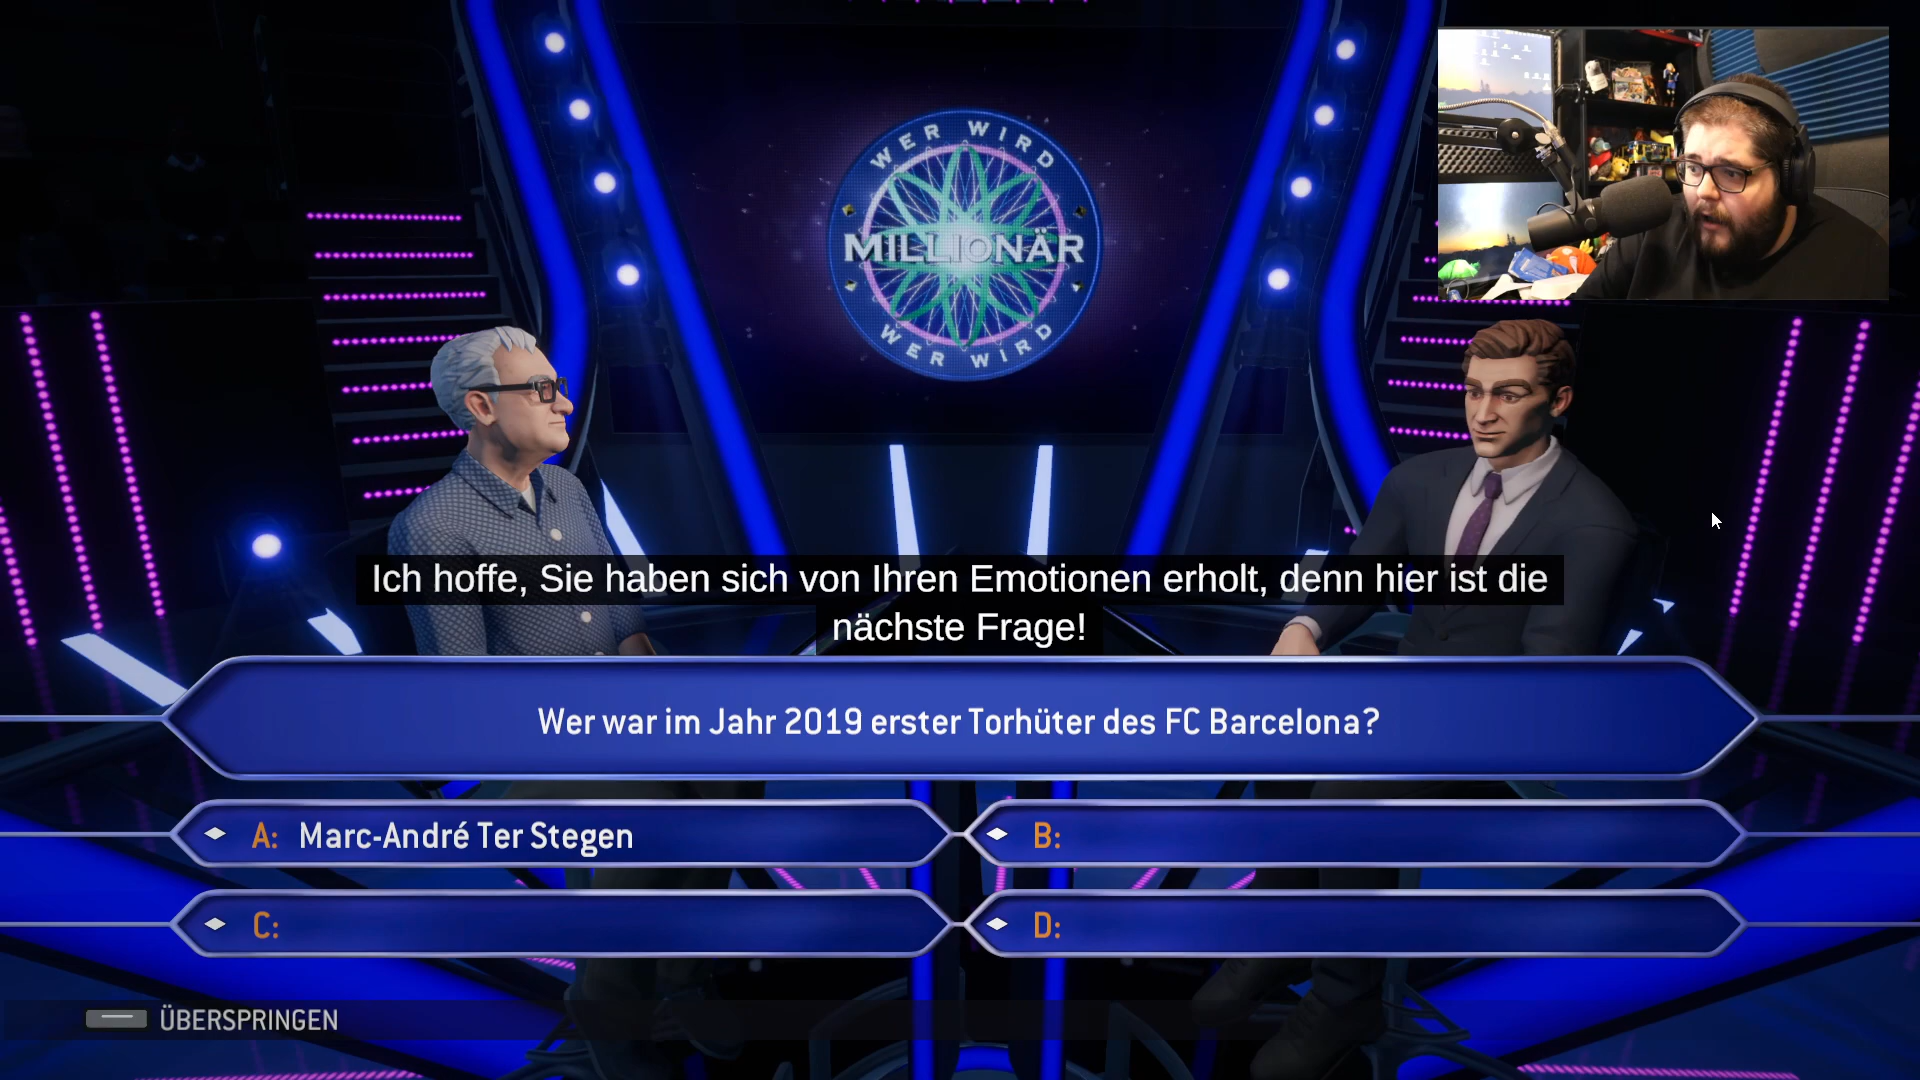 WER WIRD
MILLIONÄR
WER WIRD
Ich hoffe, Sie haben sich von Ihren Emotionen erholt, denn hier ist die
nächste Frage!
Wer war im Jahr 2019 erster Torhüter des FC Barcelona?
A: Marc-André Ter Stegen
B:
C:
D:
ÜBERSPRINGEN